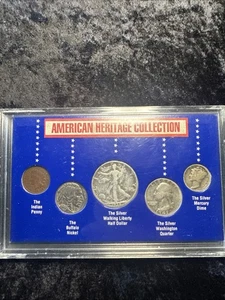 AMERICAN HERITAGE COLLECTION
The
Indian
Penny
The
Buffalo
Nickel
The Silver
Walking Liberty
Half Dollar
The Silver
Washington
Quarter
The Silver
Mercury
Dime